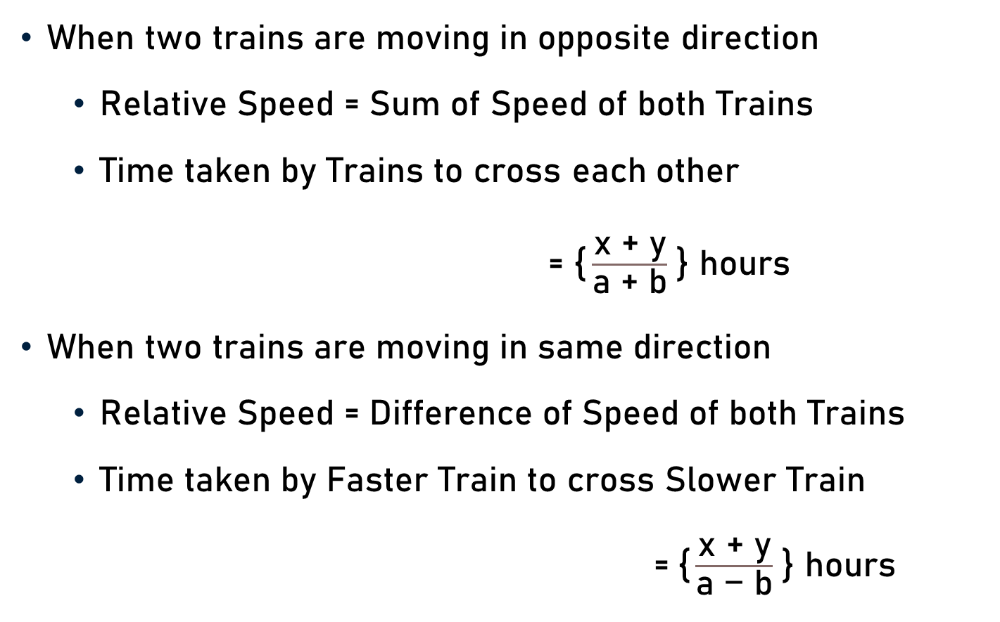 • When two trains are moving in opposite direction
• Relative Speed = Sum of Speed of both Trains
• Time taken by Trains to cross each other
= {(x + y)/(a + b)} hours
• When two trains are moving in same direction
• Relative Speed = Difference of Speed of both Trains
• Time taken by Faster Train to cross Slower Train
= {(x + y)/(a − b)} hours